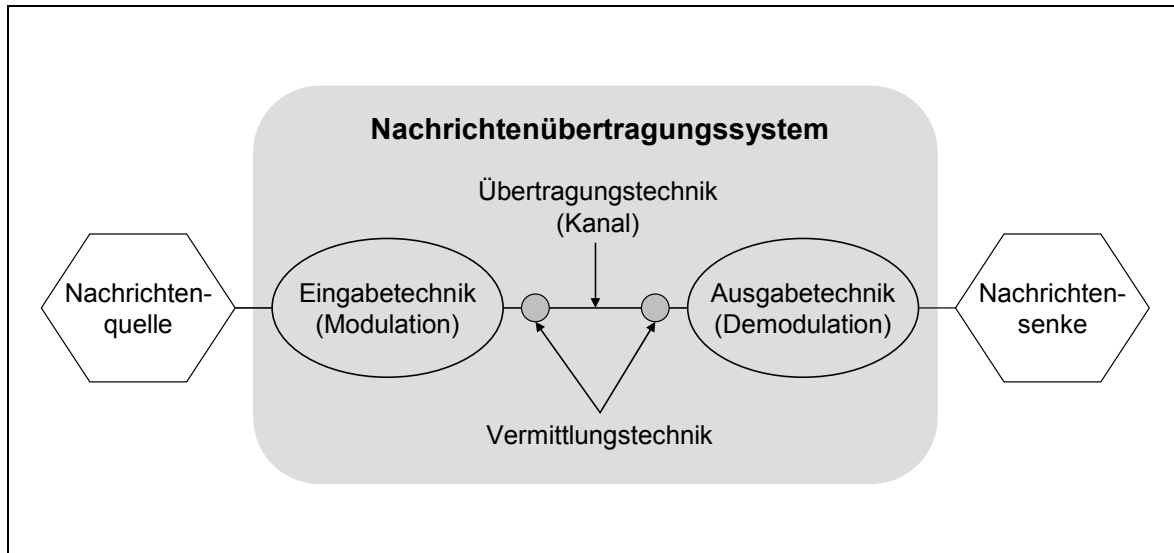 Nachrichtenübertragungssystem
Übertragungstechnik
(Kanal)
Nachrichten-
quelle
Eingabetechnik
(Modulation)
Ausgabetechnik
(Demodulation)
Nachrichten-
senke
Vermittlungstechnik